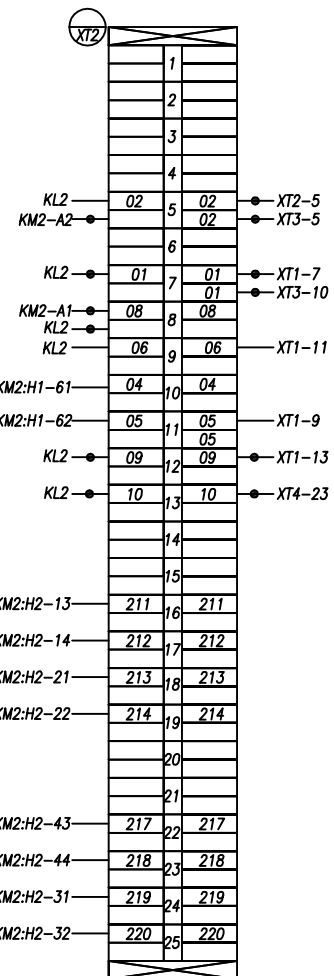 XT2
1
2
3
4
KL2 02 5 02 XT2-5
KM2-A2 02 XT3-5
6
KL2 01 7 01 XT1-7
01 XT3-10
KM2-A1 08 8 08
KL2
KL2 06 9 06 XT1-11
KM2:H1-61 04 10 04
KM2:H1-62 05 11 05 XT1-9
05
KL2 09 12 09 XT1-13
KL2 10 13 10 XT4-23
14
15
KM2:H2-13 211 16 211
KM2:H2-14 212 17 212
KM2:H2-21 213 18 213
KM2:H2-22 214 19 214
20
21
KM2:H2-43 217 22 217
KM2:H2-44 218 23 218
KM2:H2-31 219 24 219
KM2:H2-32 220 25 220